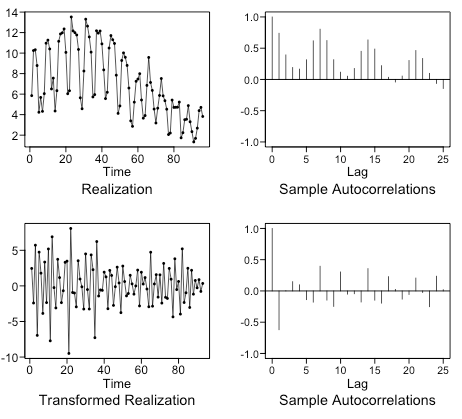 14
12
10
8
6
4
2
0 20 40 60 80
Time
Realization
1.0
0.5
0.0
-0.5
-1.0
0 5 10 15 20 25
Lag
Sample Autocorrelations
5
0
-5
-10
0 20 40 60 80
Time
Transformed Realization
1.0
0.5
0.0
-0.5
-1.0
0 5 10 15 20 25
Lag
Sample Autocorrelations